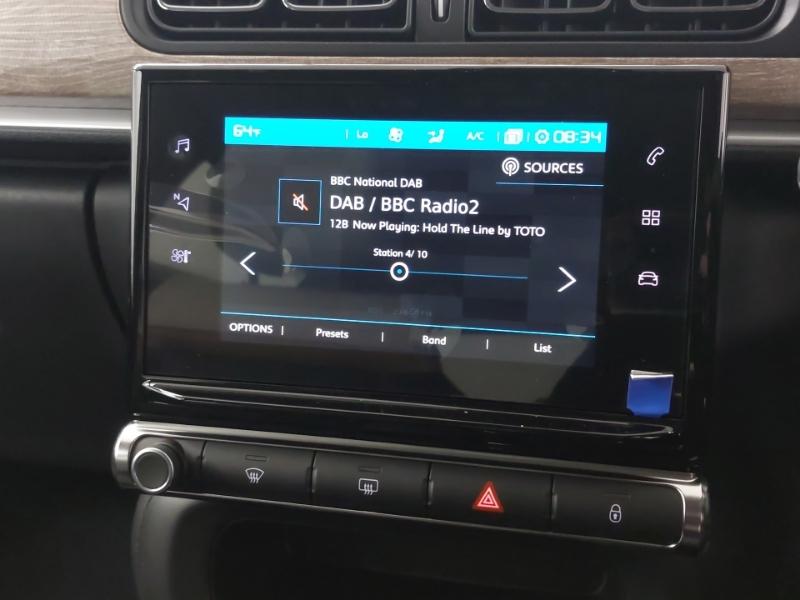 64°F | Lo A/C | | 08:34
SOURCES
BBC National DAB
DAB / BBC Radio2
12B Now Playing: Hold The Line by TOTO
Station 4/ 10
OPTIONS | Presets | Band | List
N